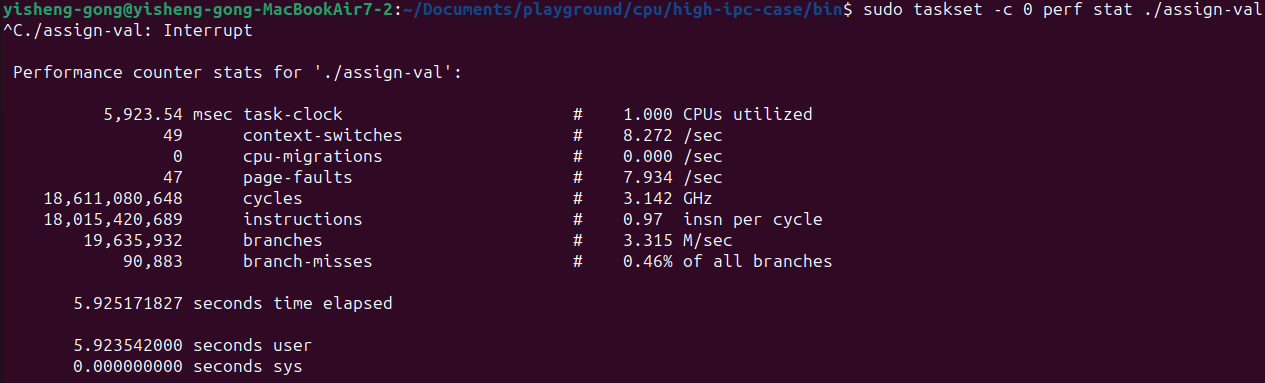 yisheng-gong@yisheng-gong-MacBookAir7-2:~/Documents/playground/cpu/high-ipc-case/bin$ sudo taskset -c 0 perf stat ./assign-val
^C./assign-val: Interrupt
Performance counter stats for './assign-val':
5,923.54 msec task-clock # 1.000 CPUs utilized
49 context-switches # 8.272 /sec
0 cpu-migrations # 0.000 /sec
47 page-faults # 7.934 /sec
18,611,080,648 cycles # 3.142 GHz
18,015,420,689 instructions # 0.97 insn per cycle
19,635,932 branches # 3.315 M/sec
90,883 branch-misses # 0.46% of all branches
5.925171827 seconds time elapsed
5.923542000 seconds user
0.000000000 seconds sys